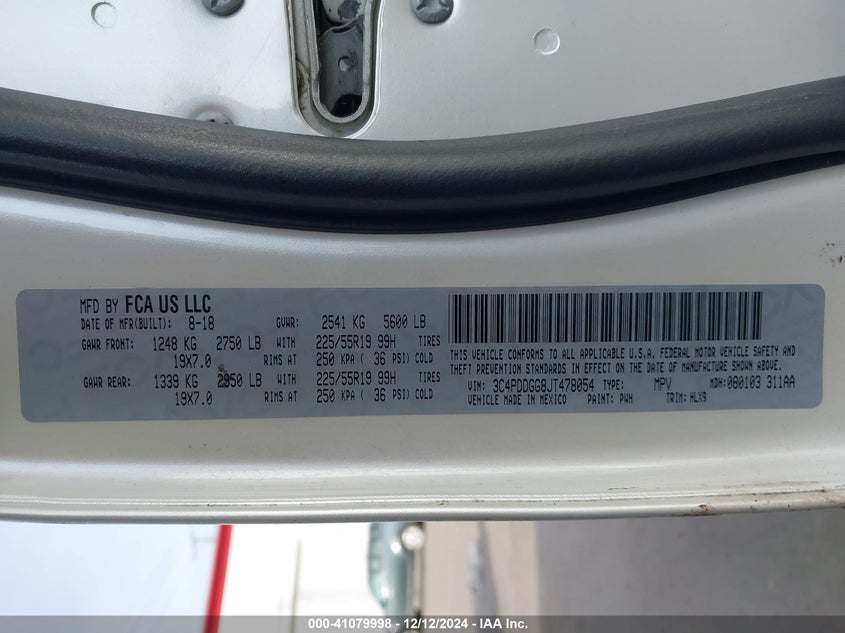 MFD BY FCA US LLC
DATE OF MFR(BUILT): 8-18 GVWR: 2541 KG 5600 LB
GAWR FRONT: 1248 KG 2750 LB WITH 225/55R19 99H TIRES
19X7.0 RIMS AT 250 KPA ( 36 PSI) COLD
GAWR REAR: 1339 KG 2950 LB WITH 225/55R19 99H TIRES
19X7.0 RIMS AT 250 KPA ( 36 PSI) COLD
THIS VEHICLE CONFORMS TO ALL APPLICABLE U.S.A. FEDERAL MOTOR VEHICLE SAFETY AND
THEFT PREVENTION STANDARDS IN EFFECT ON THE DATE OF MANUFACTURE SHOWN ABOVE.
VIN: 3C4PDDGG8JT478054 TYPE: MPV MDH: 080103 311AA
VEHICLE MADE IN MEXICO PAINT: PWH TRIM: HLX9
000-41079998 - 12/12/2024 - IAA Inc.